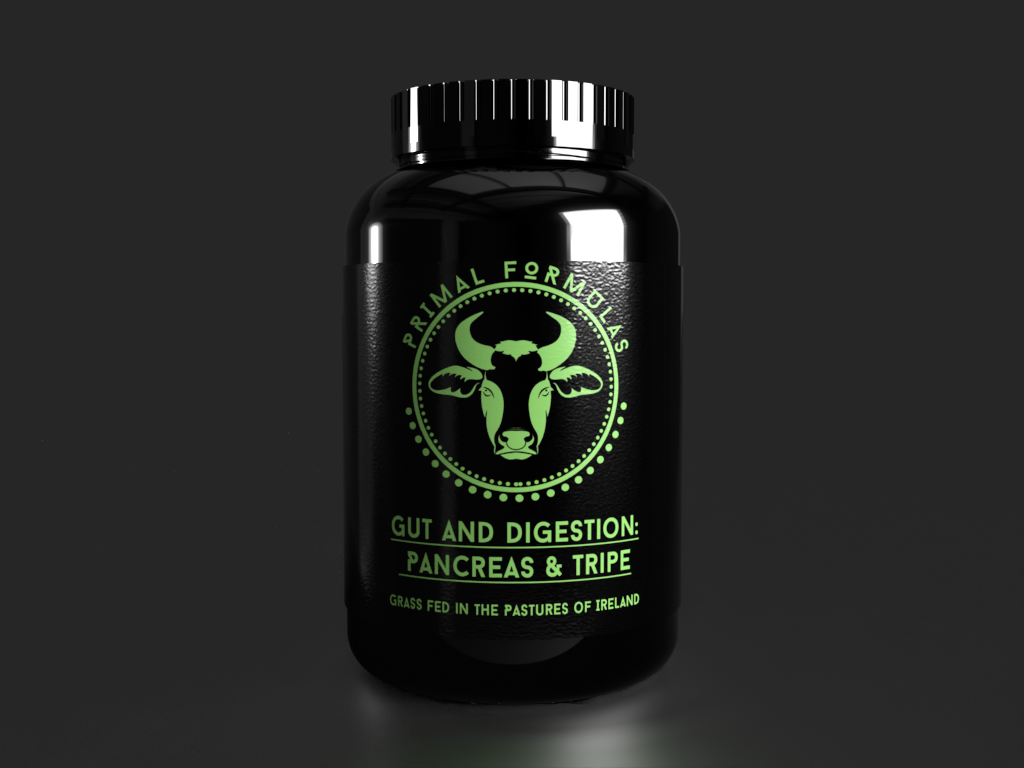 PRIMAL FORMULAS
GUT AND DIGESTION:
PANCREAS & TRIPE
GRASS FED IN THE PASTURES OF IRELAND